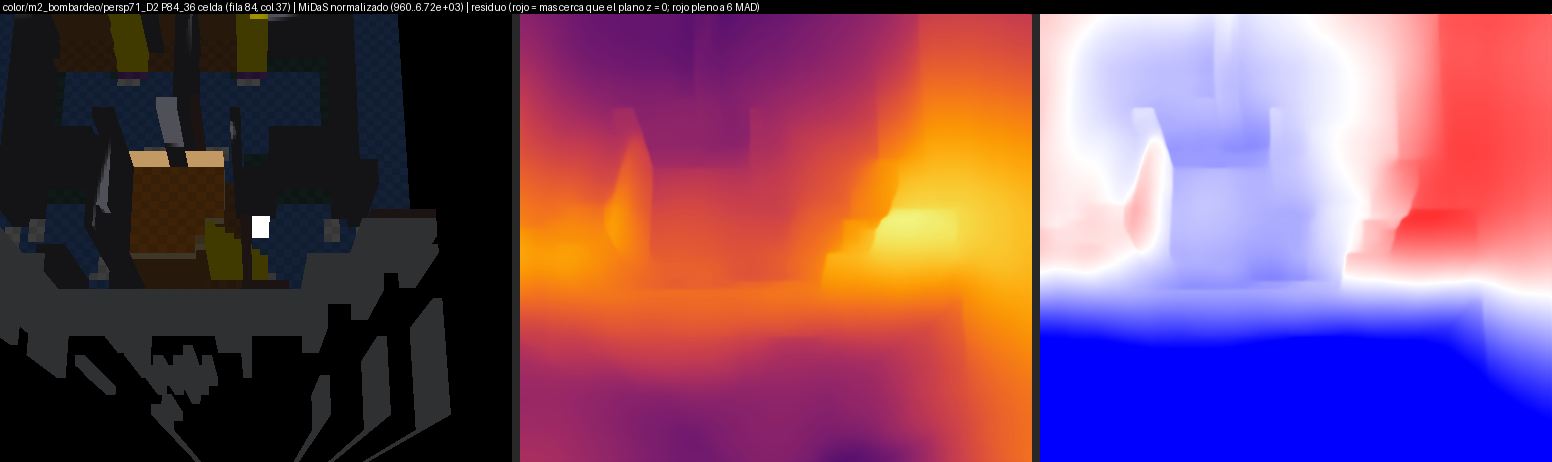 color/m2_bombardeo/persp71_D2 P84_36 celda (fila 84, col 37) | MiDaS normalizado (960..6.72e+03) | residuo (rojo = mas cerca que el plano z = 0; rojo pleno a 6 MAD)